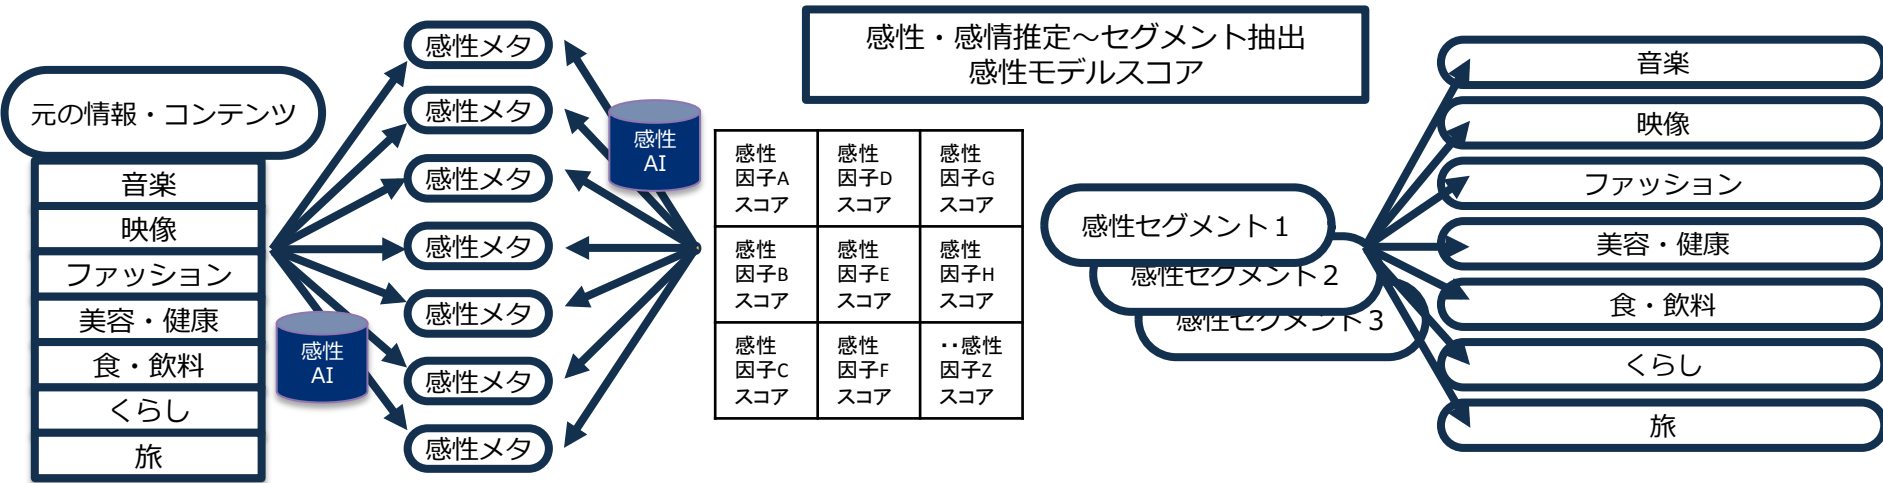 元の情報・コンテンツ
音楽
映像
ファッション
美容・健康
食・飲料
くらし
旅
感性
AI
感性メタ
感性メタ
感性メタ
感性メタ
感性メタ
感性メタ
感性メタ
感性
AI
感性・感情推定～セグメント抽出
感性モデルスコア
感性
因子A
スコア
感性
因子D
スコア
感性
因子G
スコア
感性
因子B
スコア
感性
因子E
スコア
感性
因子H
スコア
感性
因子C
スコア
感性
因子F
スコア
・・感性
因子Z
スコア
感性セグメント１
感性セグメント２
感性セグメント３
音楽
映像
ファッション
美容・健康
食・飲料
くらし
旅